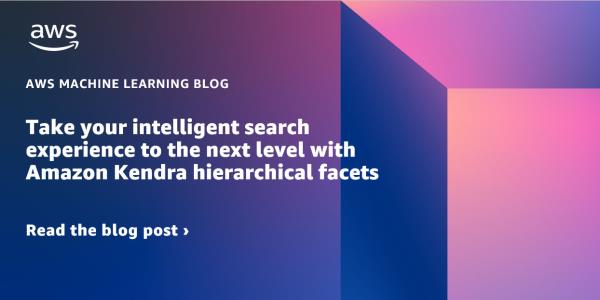 aws
AWS MACHINE LEARNING BLOG
Take your intelligent search
experience to the next level with
Amazon Kendra hierarchical facets
Read the blog post ›